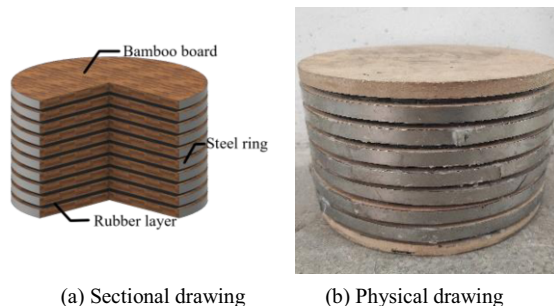 Bamboo board
Steel ring
Rubber layer
(a) Sectional drawing
(b) Physical drawing